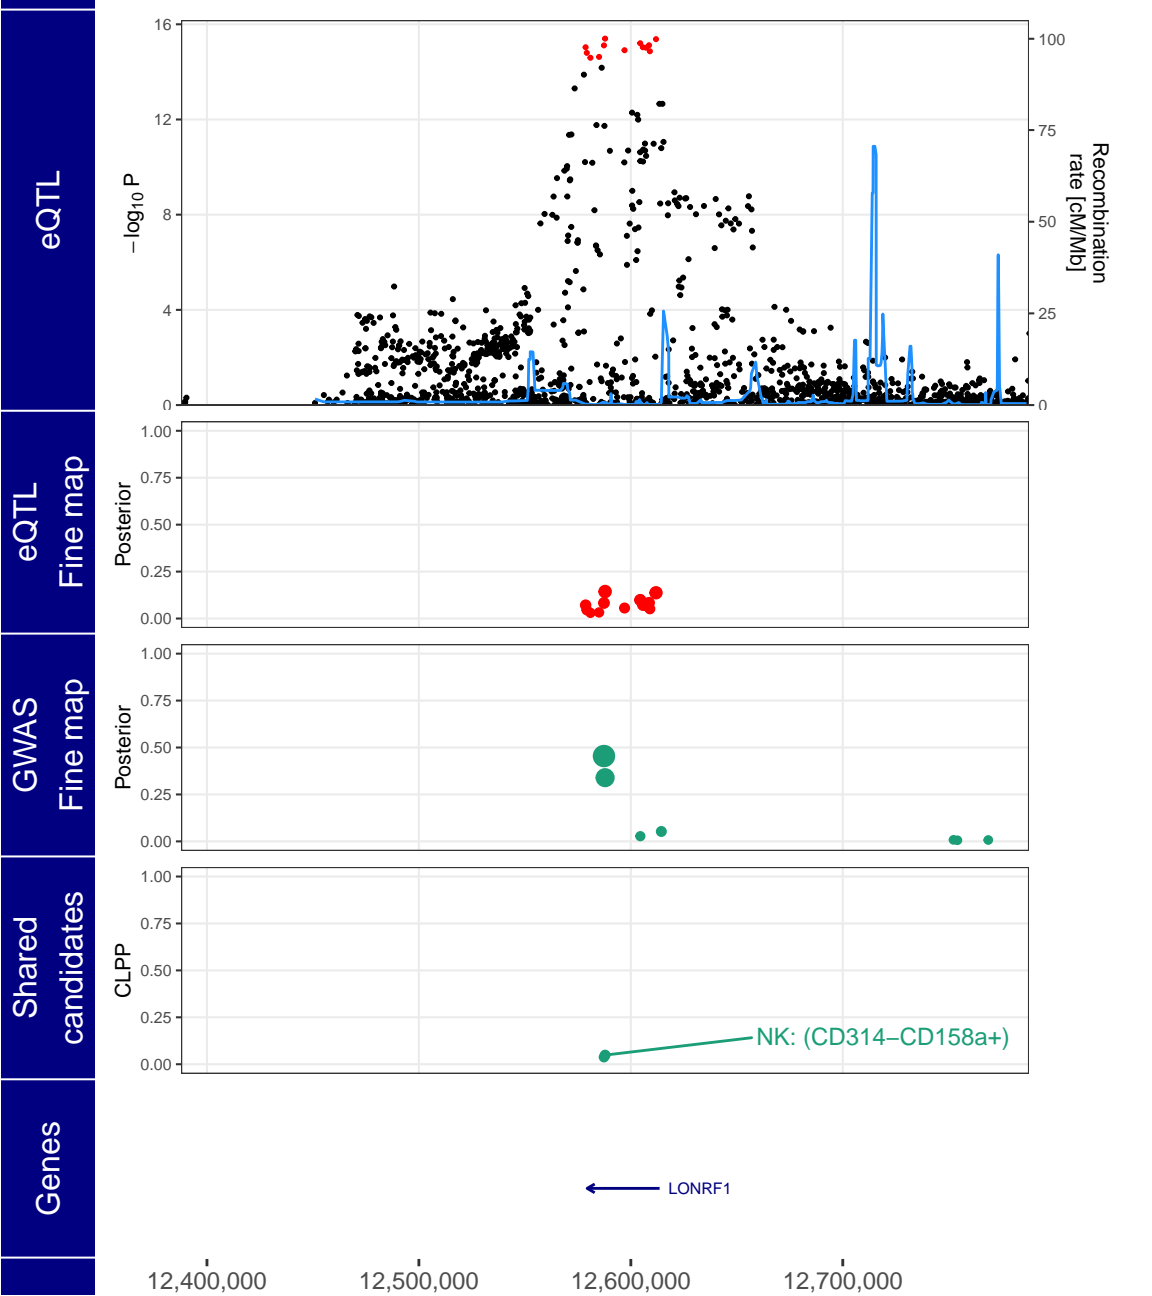 eQTL
−log10 P
16
12
8
4
0
100
75
50
25
0
Recombination
rate [cM/Mb]
eQTL
Fine map
Posterior
1.00
0.75
0.50
0.25
0.00
GWAS
Fine map
Posterior
1.00
0.75
0.50
0.25
0.00
Shared
candidates
CLPP
1.00
0.75
0.50
0.25
0.00
NK: (CD314−CD158a+)
Genes
LONRF1
12,400,000
12,500,000
12,600,000
12,700,000